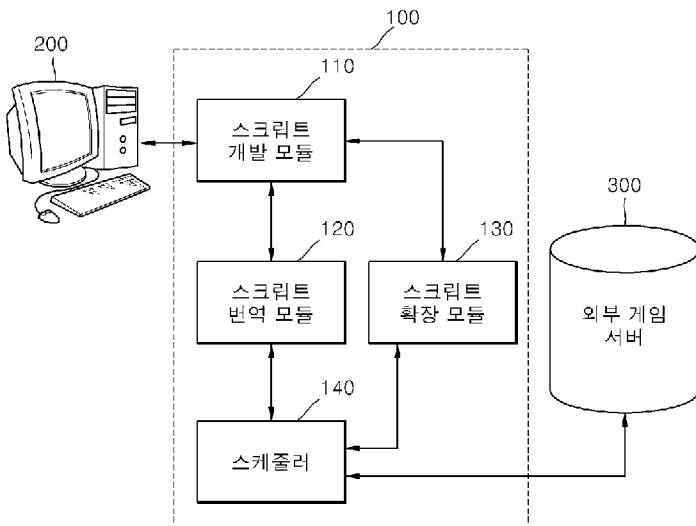 100
200
110
스크립트
개발 모듈
120
130
300
스크립트
번역 모듈
스크립트
확장 모듈
외부 게임
서버
140
스케줄러